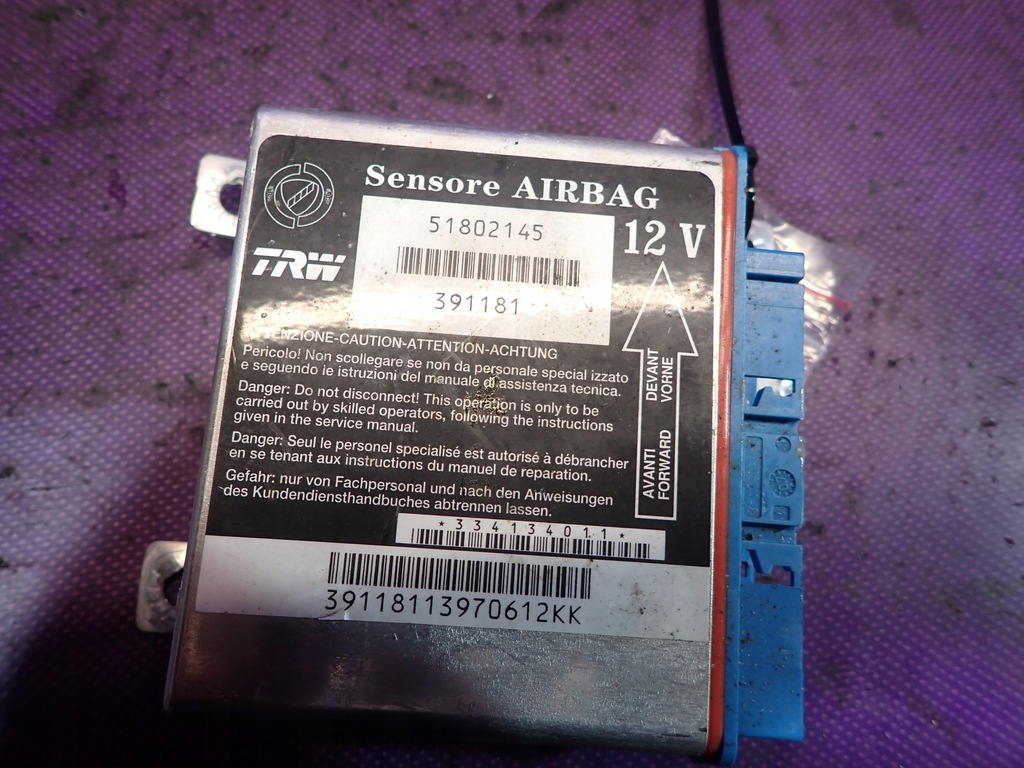 Sensore AIRBAG
51802145
12 V
TRW
391181
ATTENZIONE-CAUTION-ATTENTION-ACHTUNG
Pericolo! Non scollegare se non da personale special izzato
e seguendo ie istruzioni del manuale di assistenza tecnica.
Danger: Do not disconnect! This operation is only to be
carried out by skilled operators, following the instructions
given in the service manual.
Danger: Seul le personel specialisé est autorisé à débrancher
en se tenant aux instructions du manuel de reparation.
Gefahr: nur von Fachpersonal und nach den Anweisungen
des Kundendiensthandbuches abtrennen lassen.
AVANTI DEVANT
FORWARD VORNE
*334134011*
39118113970612KK